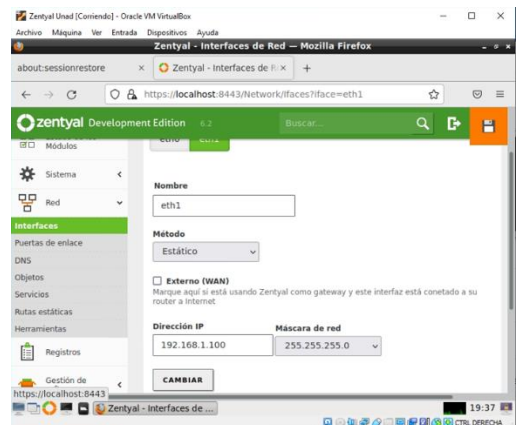 Zentyal Unad [Corriendo] - Oracle VM VirtualBox
Archivo Máquina Ver Entrada Dispositivos Ayuda
Zentyal - Interfaces de Red — Mozilla Firefox
about:sessionrestore
Zentyal - Interfaces de R
https://localhost:8443/Network/Ifaces?iface=eth1
zentyal Development Edition 6.2
Buscar...
Módulos
eth0 eth1
Sistema
Nombre
Red
eth1
Interfaces
Método
Puertas de enlace
Estático
DNS
Objetos
Externo (WAN)
Servicios
Marque aquí si está usando Zentyal como gateway y este interfaz está conetado a su
router a Internet
Rutas estáticas
Herramientas
Dirección IP Máscara de red
192.168.1.100 255.255.255.0
Registros
Gestión de
CAMBIAR
https://localhost:8443
Zentyal - Interfaces de ...
19:37
CTRL DERECHA